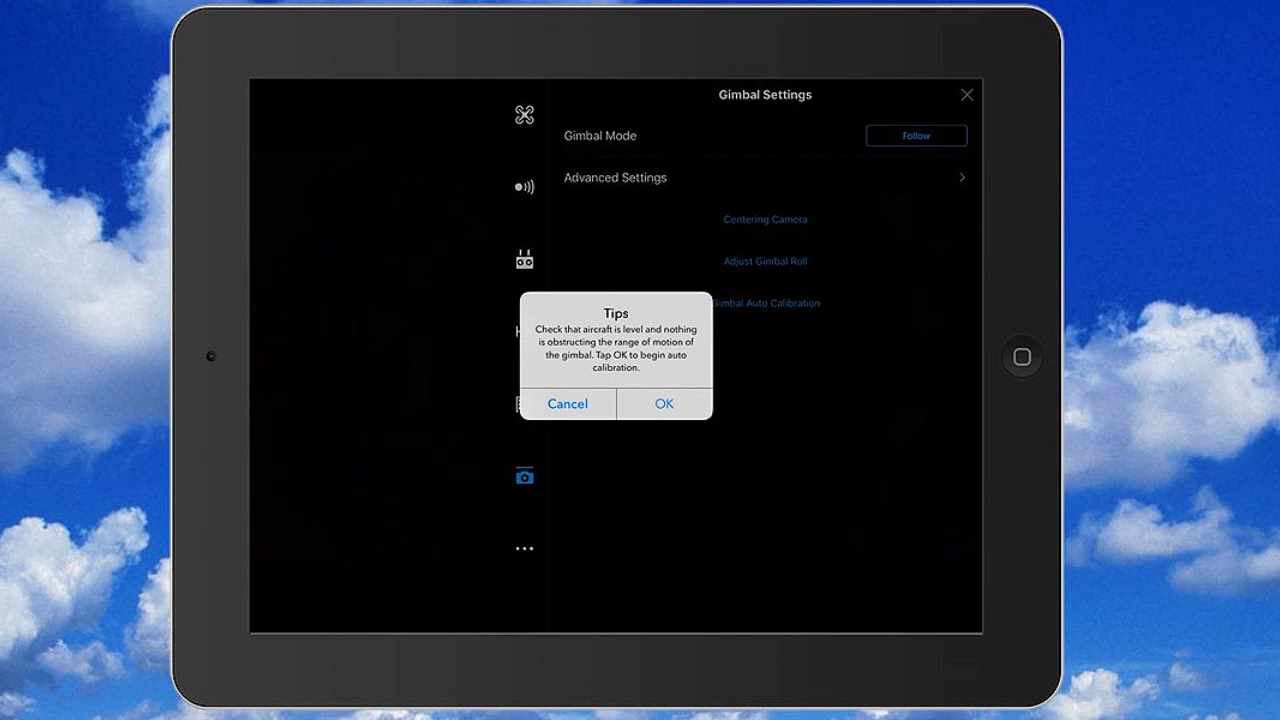 Gimbal Settings
Gimbal Mode
Follow
Advanced Settings
Centering Camera
Adjust Gimbal Roll
Gimbal Auto Calibration
Tips
Check that aircraft is level and nothing
is obstructing the range of motion of
the gimbal. Tap OK to begin auto
calibration.
Cancel
OK